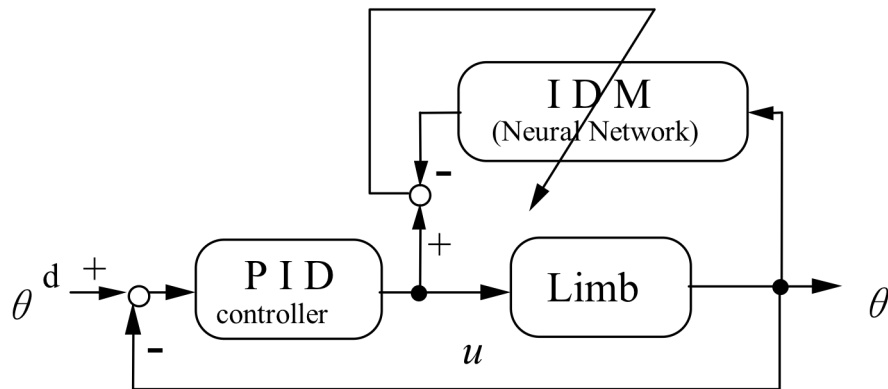 I D M
(Neural Network)
-
+
θ d +
P I D
controller
Limb
θ
-
u